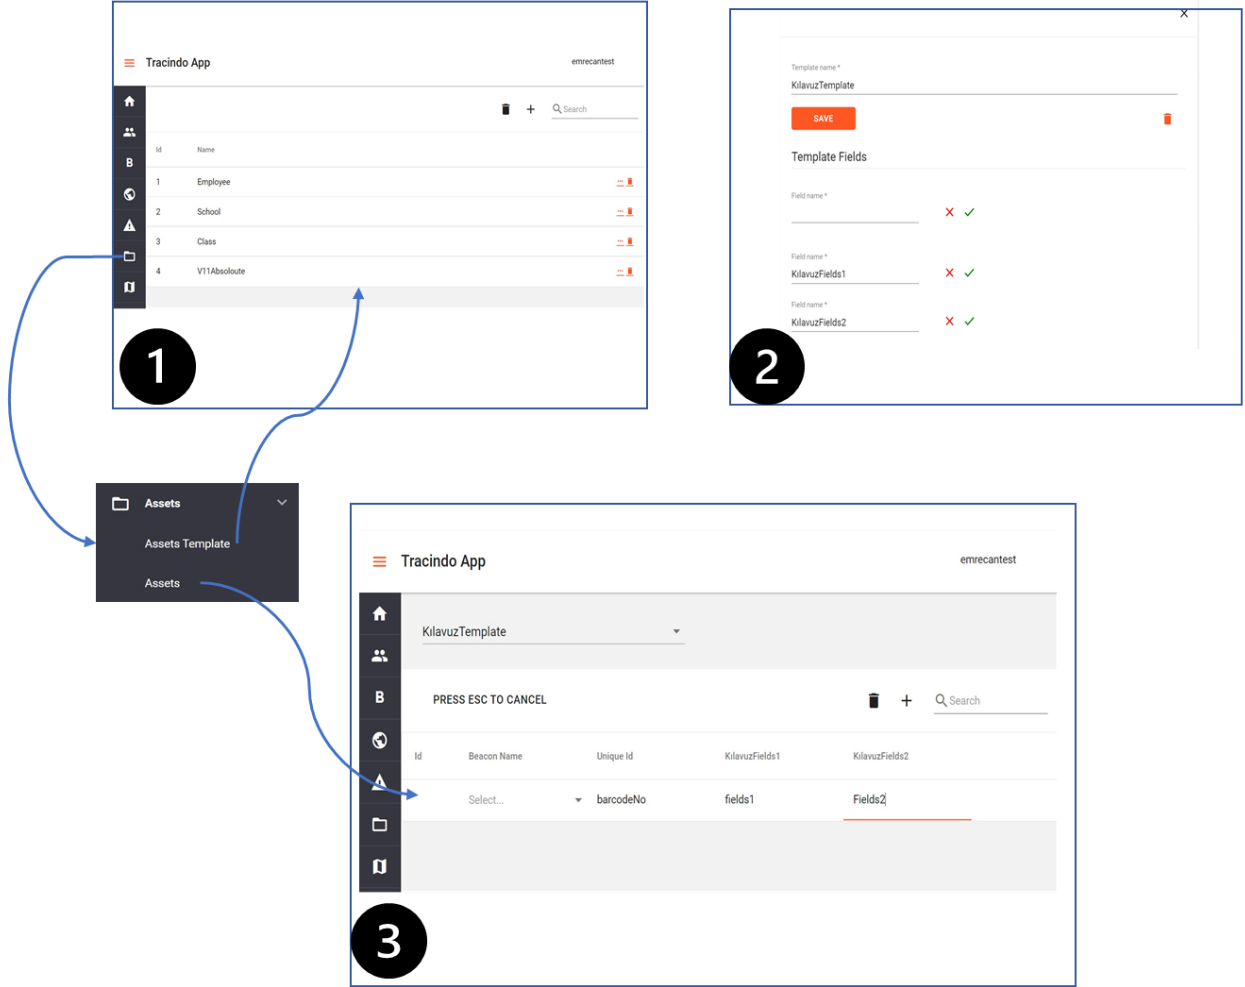 Tracindo App
emrecantest
Search
Id Name
B
1 Employee
2 School
3 Class
4 V11Absoloute
1
X
Template name *
KılavuzTemplate
SAVE
Template Fields
Field name *
Field name *
KılavuzFields1
Field name *
KılavuzFields2
2
Assets
Assets Template
Assets
Tracindo App
emrecantest
KılavuzTemplate
B
PRESS ESC TO CANCEL
Search
Id Beacon Name Unique Id KılavuzFields1 KılavuzFields2
Select... barcodeNo fields1 Fields2
3